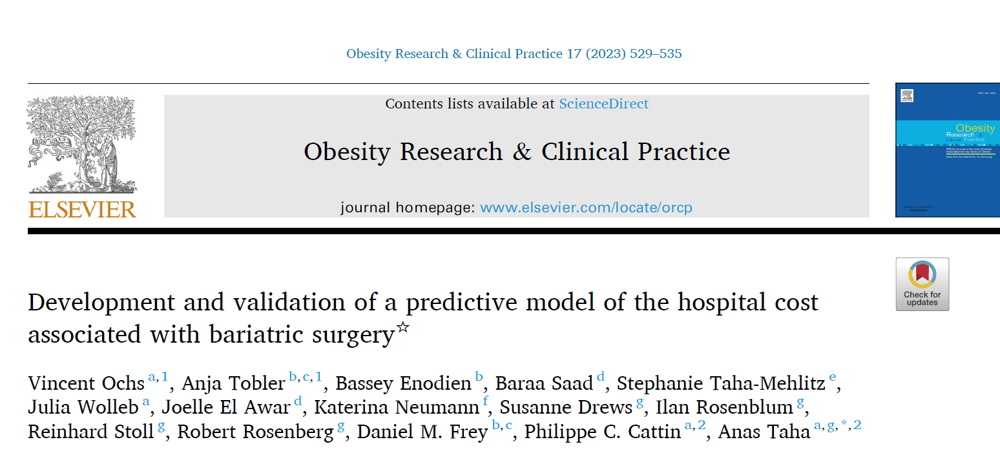 Obesity Research & Clinical Practice 17 (2023) 529–535
Contents lists available at ScienceDirect
Obesity Research & Clinical Practice
journal homepage: www.elsevier.com/locate/orcp
NON SOLUS
ELSEVIER
Obesity
Research &
Clinical Practice
Check for
updates
Development and validation of a predictive model of the hospital cost
associated with bariatric surgery☆
Vincent Ochs a,1, Anja Tobler b,c,1, Bassey Enodien b, Baraa Saad d, Stephanie Taha-Mehlitz e,
Julia Wolleb a, Joelle El Awar d, Katerina Neumann f, Susanne Drews g, Ilan Rosenblum g,
Reinhard Stoll g, Robert Rosenberg g, Daniel M. Frey b,c, Philippe C. Cattin a,2, Anas Taha a,g,*,2